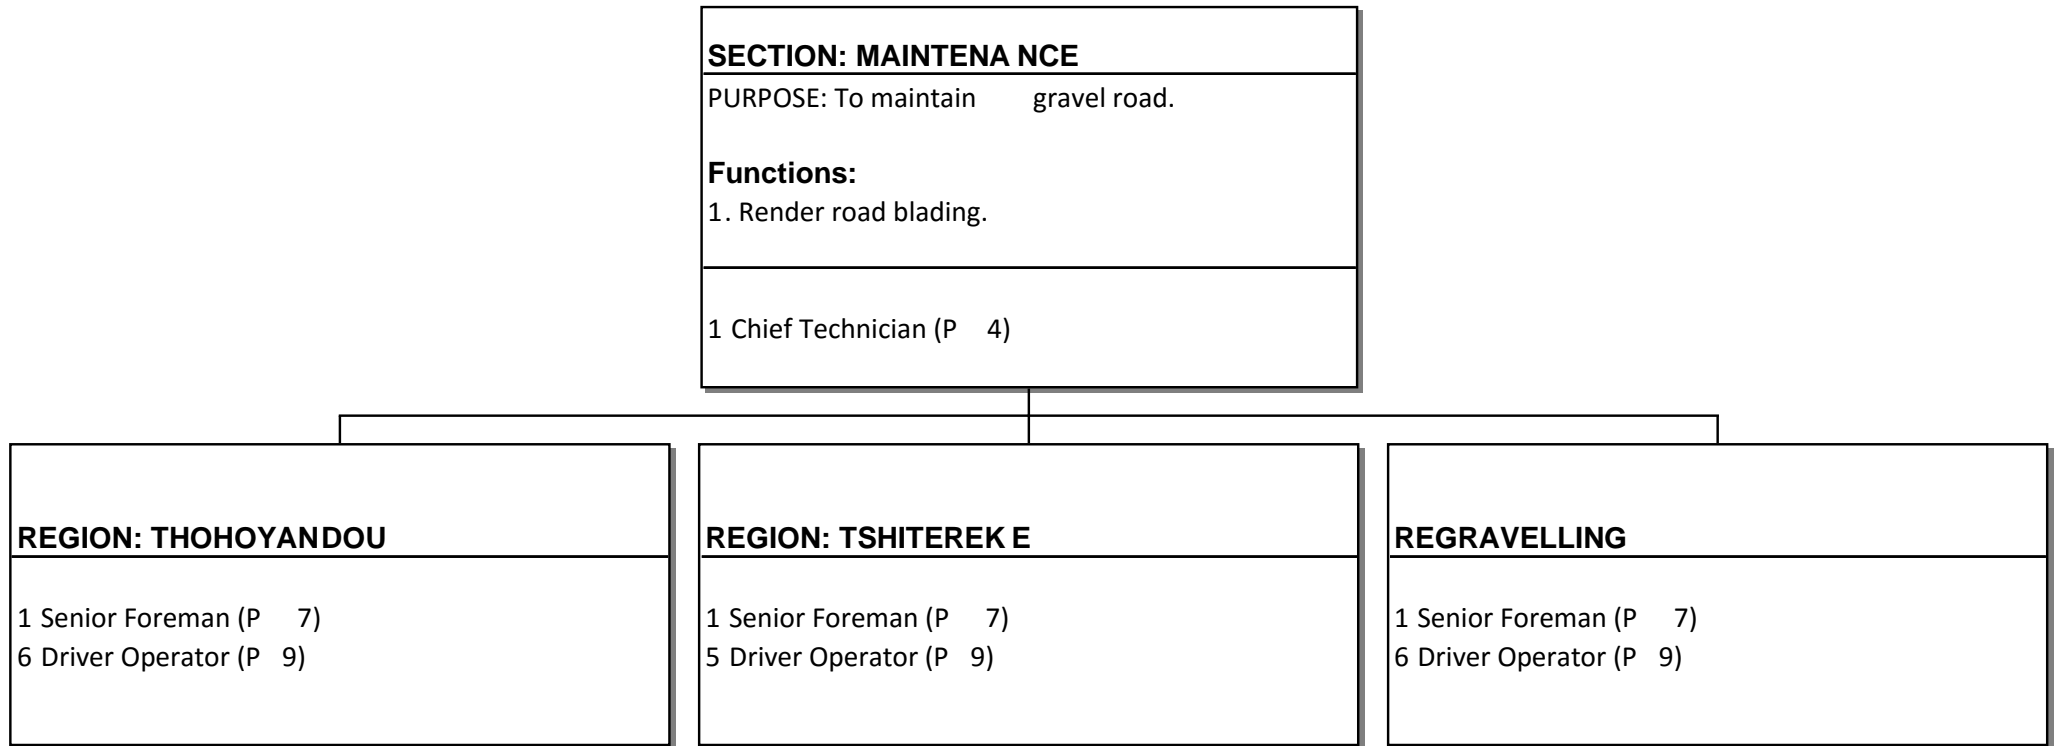 SECTION: MAINTENA NCE
PURPOSE: To maintain gravel road.
Functions:
1. Render road blading.
1 Chief Technician (P 4)
REGION: THOHOYANDOU
1 Senior Foreman (P 7)
6 Driver Operator (P 9)
REGION: TSHITEREK E
1 Senior Foreman (P 7)
5 Driver Operator (P 9)
REGRAVELLING
1 Senior Foreman (P 7)
6 Driver Operator (P 9)